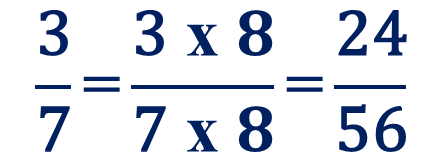 3/7 = 3 x 8/7 x 8 = 24/56